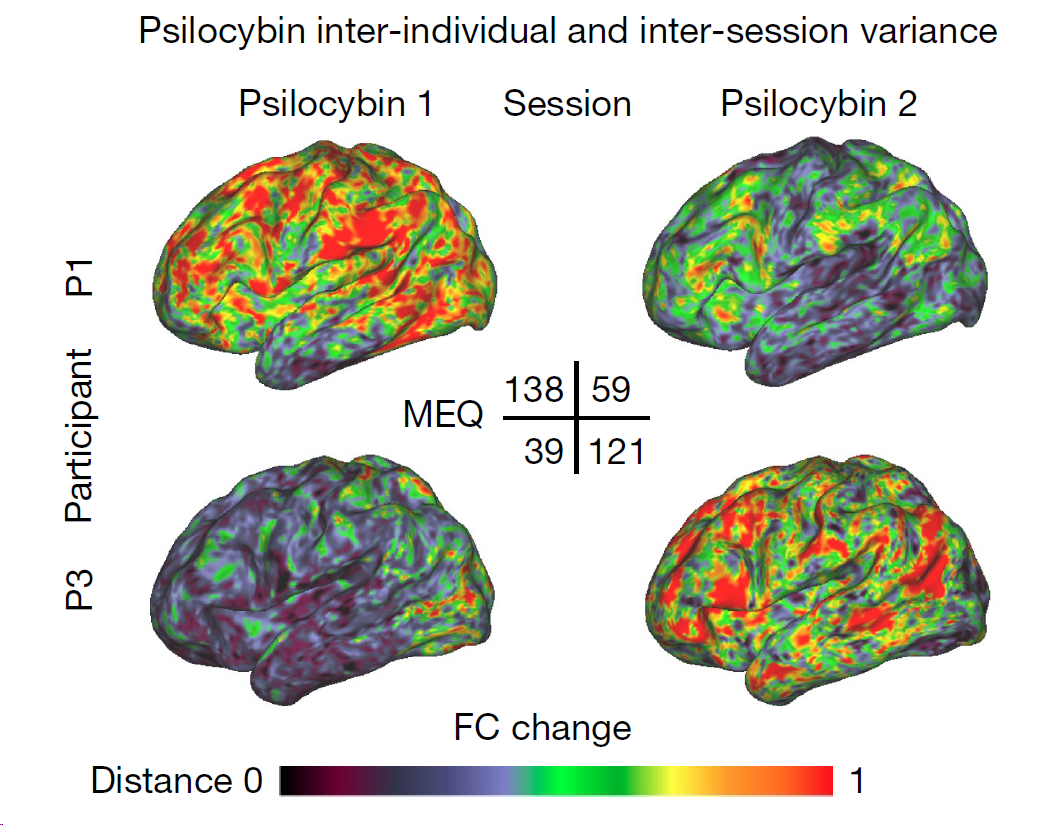 Psilocybin inter-individual and inter-session variance
Psilocybin 1 Session Psilocybin 2
P1
Participant
P3
MEQ
138 59
39 121
FC change
Distance 0 1